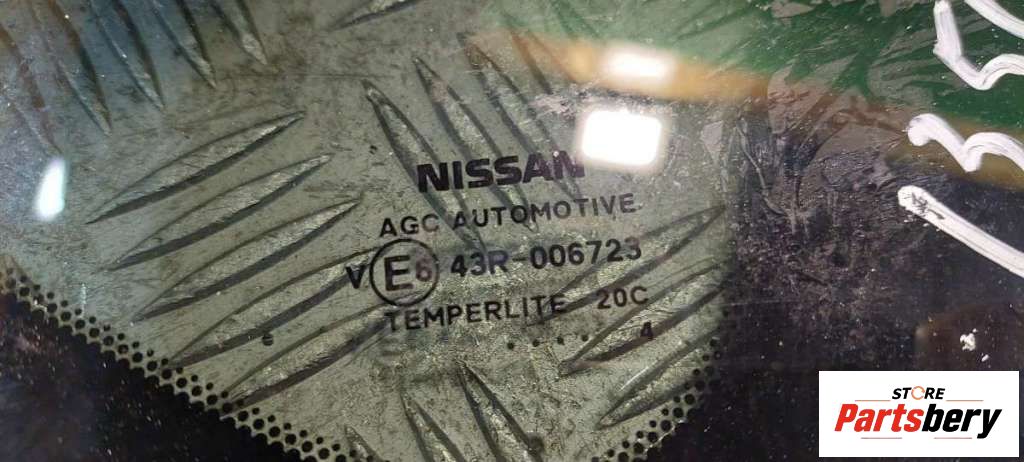 NISSAN
AGC AUTOMOTIVE
V E6 43R-006723
TEMPERLITE 20C
..... 4
STORE
Partsbery